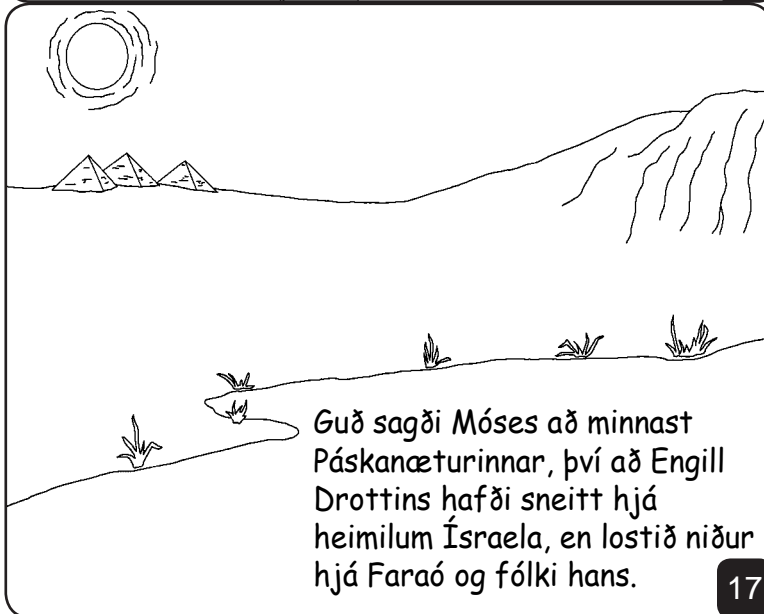 Guð sagði Móses að minnast
Páskanæturinnar, því að Engill
Drottins hafði sneitt hjá
heimilum Ísraela, en lostið niður
hjá Faraó og fólki hans.
17